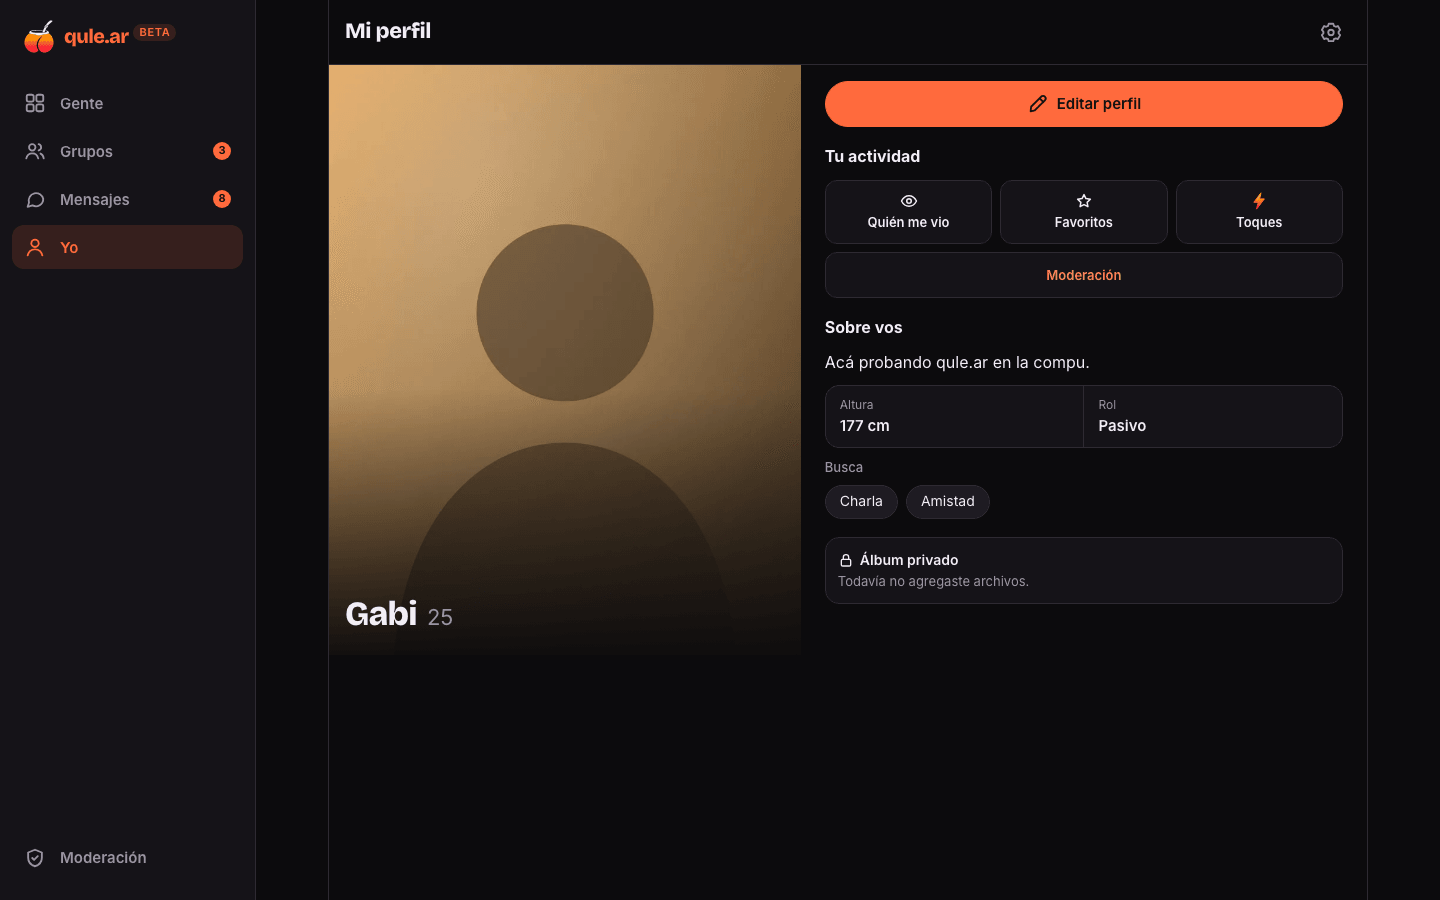 qule.ar BETA
Gente
Grupos 3
Mensajes 8
Yo
Moderación
Mi perfil
Gabi 25
Editar perfil
Tu actividad
Quién me vio
Favoritos
Toques
Moderación
Sobre vos
Acá probando qule.ar en la compu.
Altura
177 cm
Rol
Pasivo
Busca
Charla
Amistad
Álbum privado
Todavía no agregaste archivos.